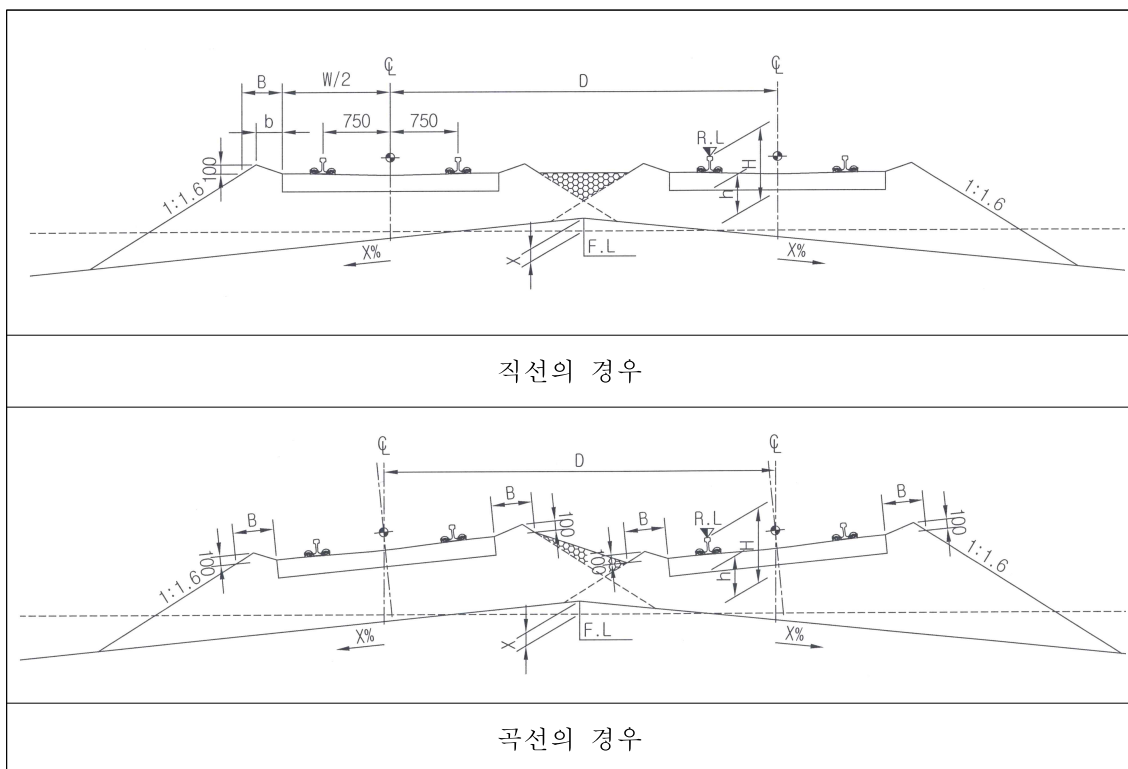 ℄ ℄
B W/2 D
b 750 750
R.L
100
H
h
1:1.6 1:1.6
X% X F.L X%
직선의 경우
℄ ℄
D
B B B B
R.L
100 100 100 100
H
h
1:1.6 1:1.6
X% X F.L X%
곡선의 경우